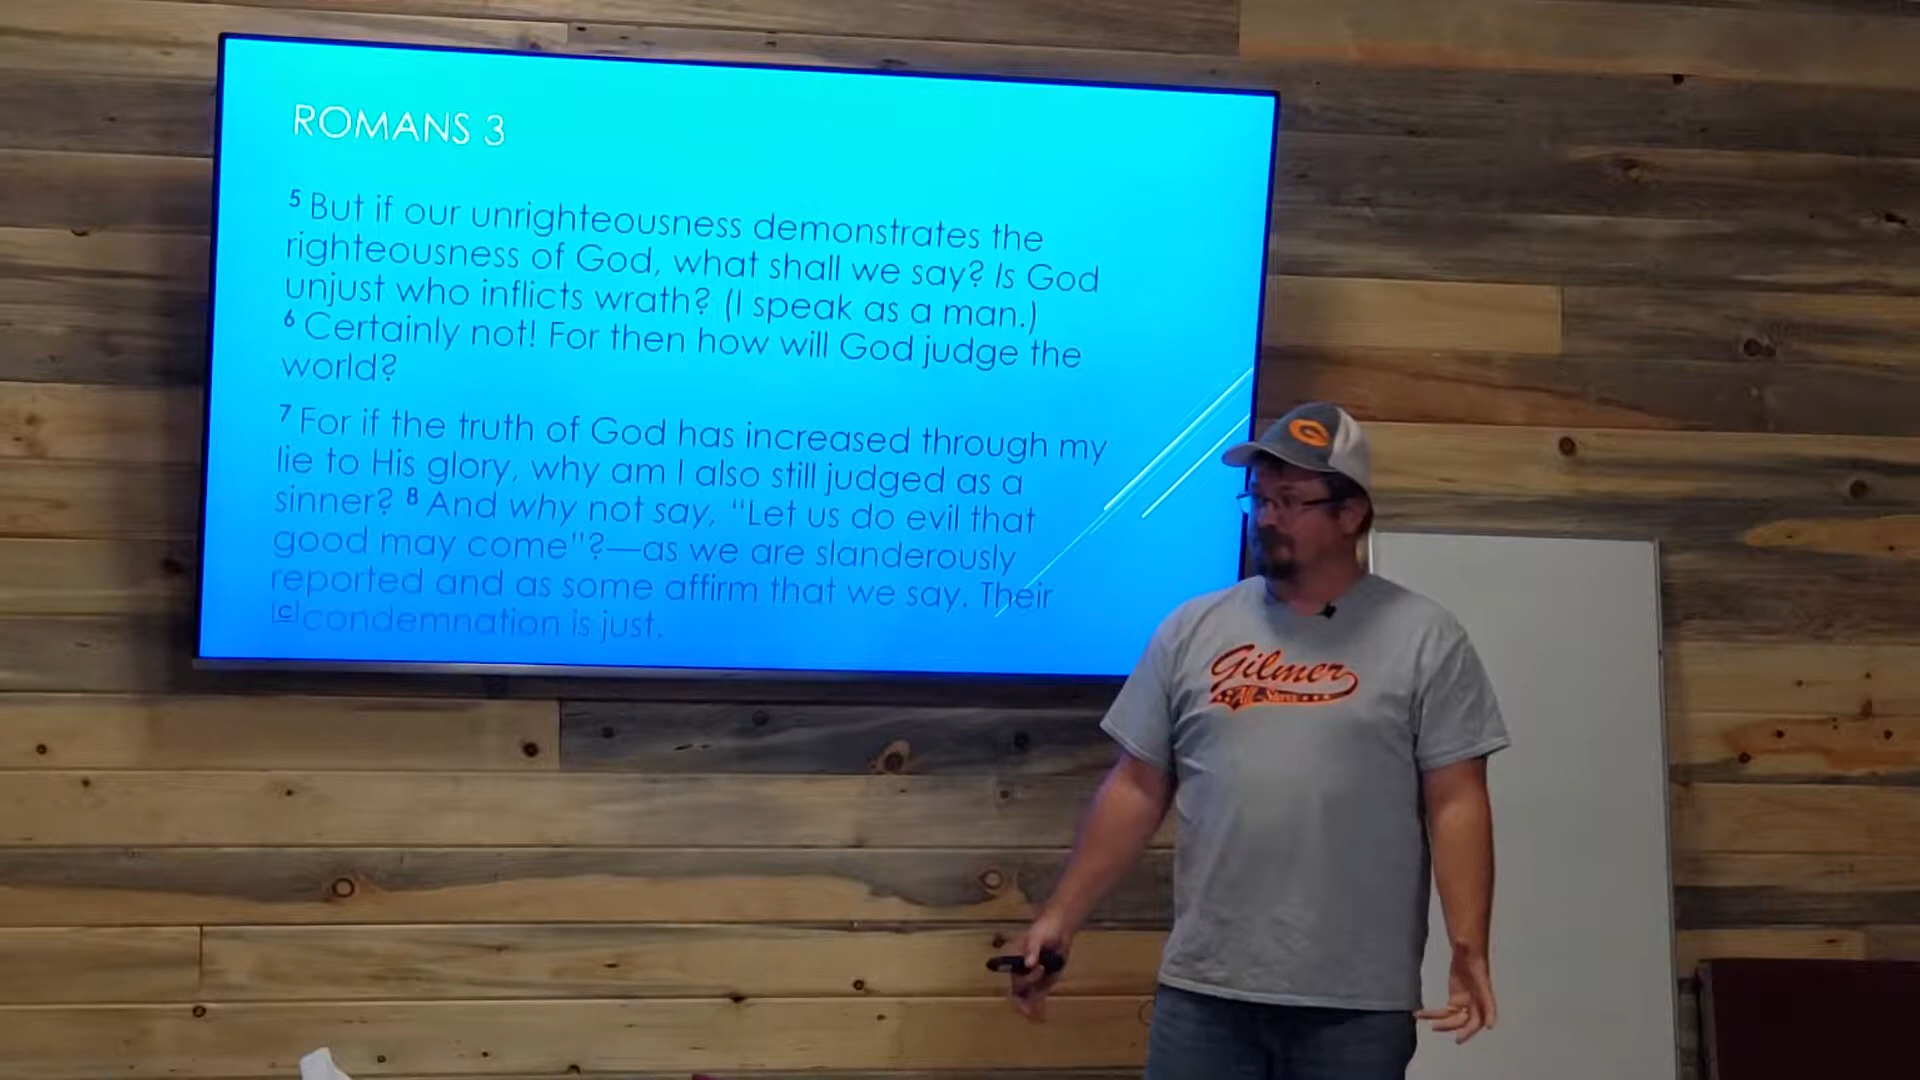 ROMANS 3
5 But if our unrighteousness demonstrates the
righteousness of God, what shall we say? Is God
unjust who inflicts wrath? (I speak as a man.)
6 Certainly not! For then how will God judge the
world?
7 For if the truth of God has increased through my
lie to His glory, why am I also still judged as a
sinner? 8 And why not say, “Let us do evil that
good may come”?—as we are slanderously
reported and as some affirm that we say. Their
[c]condemnation is just.
G
Gilmer
All-Stars